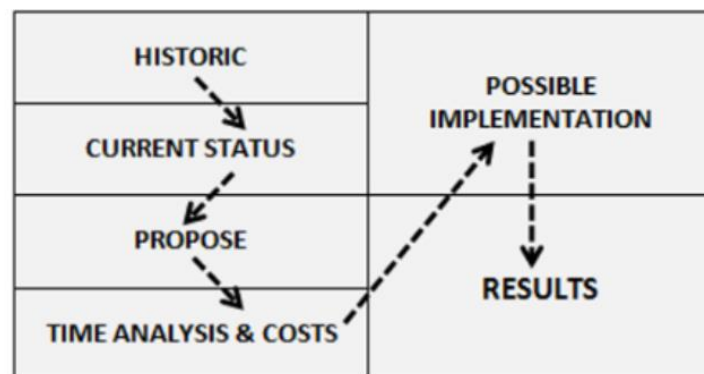 HISTORIC
CURRENT STATUS
PROPOSE
TIME ANALYSIS & COSTS
POSSIBLE
IMPLEMENTATION
RESULTS